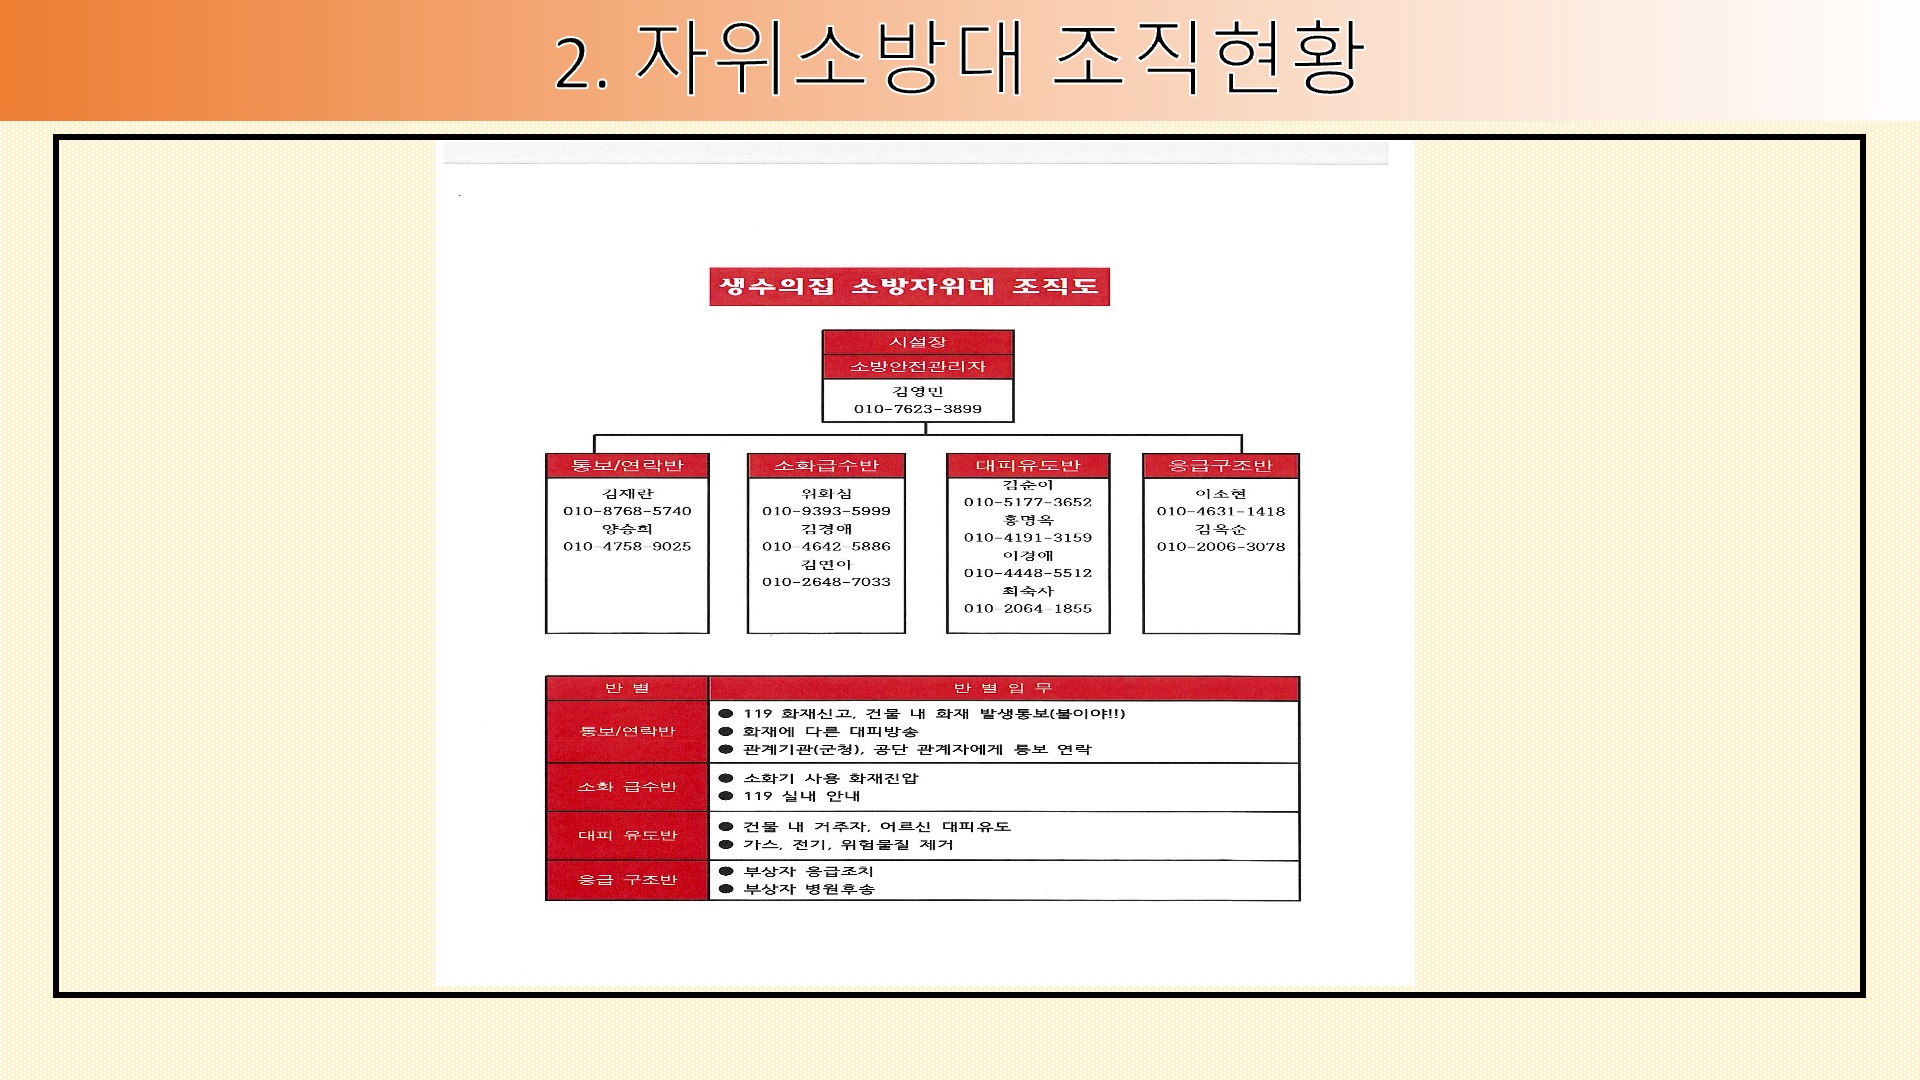 2. 자위소방대 조직현황
생수의집 소방자위대 조직도
시설장
소방안전관리자
김영민
010-7623-3899
통보/연락반
김재란
010-8768-5740
양승희
010-4758-9025
소화급수반
위화심
010-9393-5999
김경애
010-4642-5886
김연아
010-2648-7033
대피유도반
김순이
010-5177-3652
홍명옥
010-4191-3159
이경애
010-4448-5512
최숙사
010-2064-1855
응급구조반
이소현
010-4631-1418
김옥순
010-2006-3078
반 별 반 별 임 무
통보/연락반
● 119 화재신고, 건물 내 화재 발생통보(불이야!!)
● 화재에 다른 대피방송
● 관계기관(군청), 공단 관계자에게 통보 연락
소화 급수반
● 소화기 사용 화재진압
● 119 실내 안내
대피 유도반
● 건물 내 거주자, 어르신 대피유도
● 가스, 전기, 위험물질 제거
응급 구조반
● 부상자 응급조치
● 부상자 병원후송